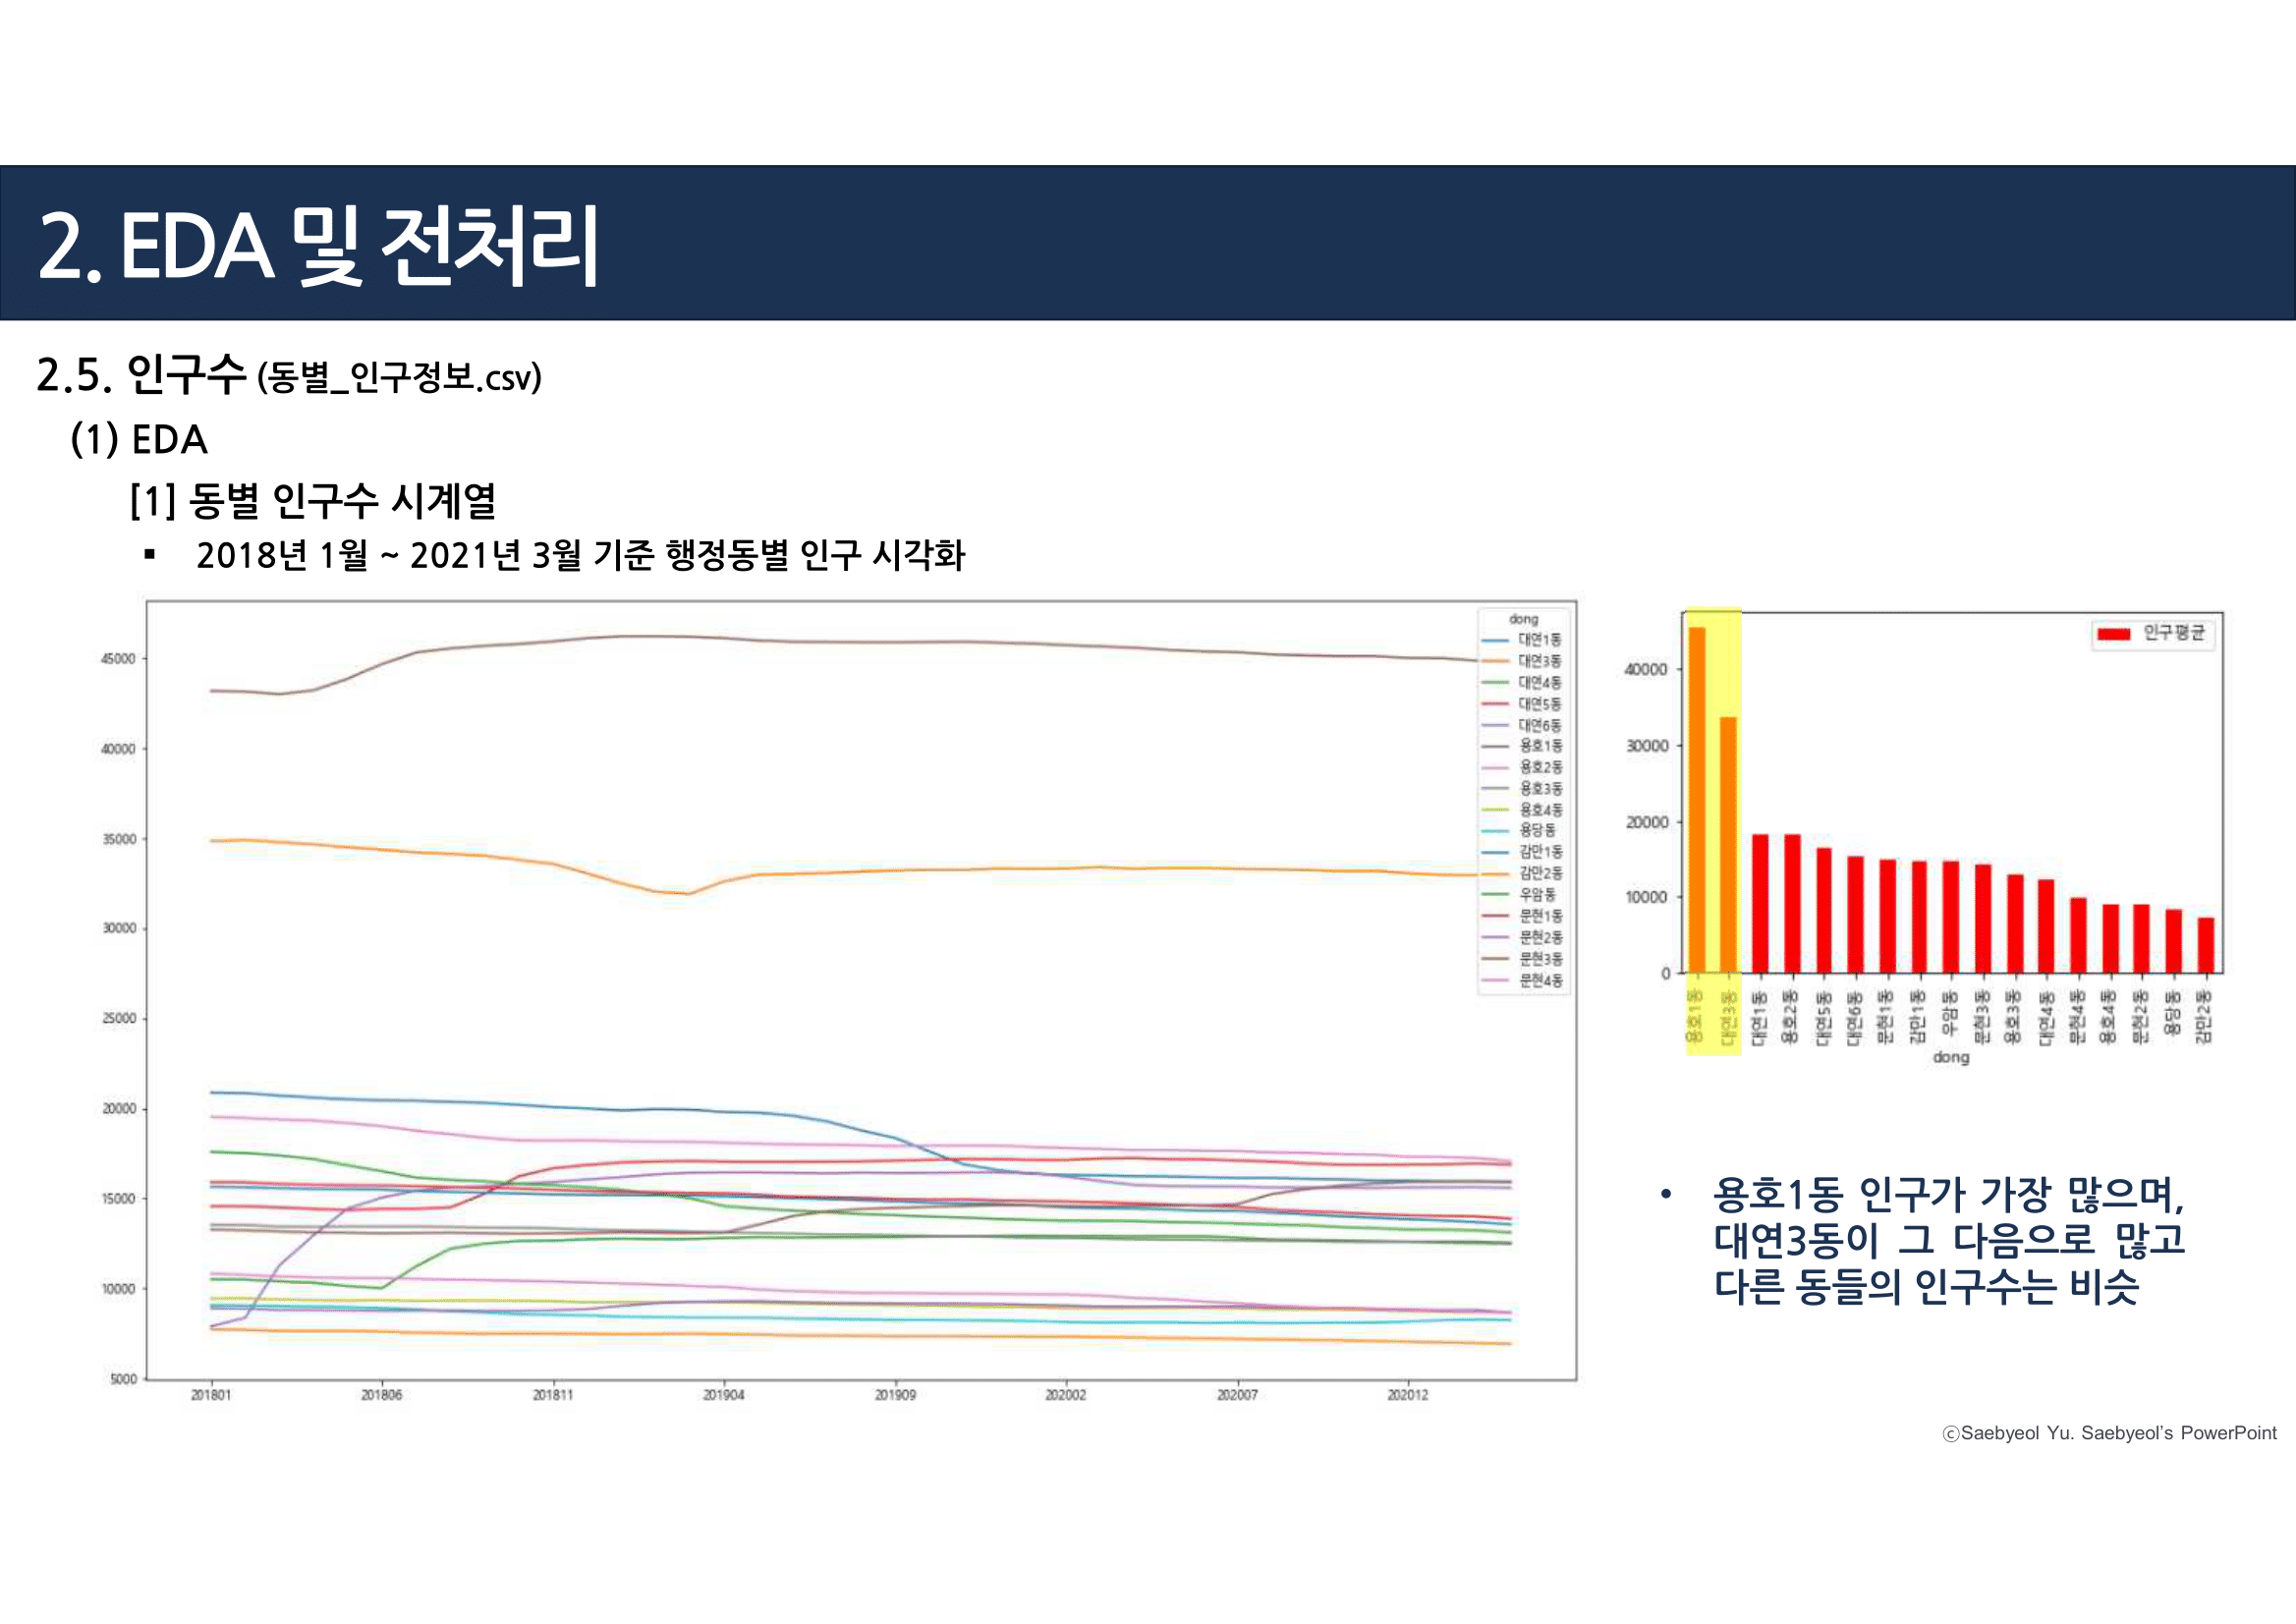 2. EDA 및 전처리
2.5. 인구수 (동별_인구정보.csv)
(1) EDA
[1] 동별 인구수 시계열
▪ 2018년 1월 ~ 2021년 3월 기준 행정동별 인구 시각화
45000
40000
35000
30000
25000
20000
15000
10000
5000
201801 201806 201811 201904 201909 202002 202007 202012
dong
대연1동
대연3동
대연4동
대연5동
대연6동
용호1동
용호2동
용호3동
용호4동
용당동
감만1동
감만2동
우암동
문현1동
문현2동
문현3동
문현4동
인구평균
40000
30000
20000
10000
0
용호1동 대연3동 대연1동 용호2동 대연5동 대연6동 문현1동 감만1동 우암동 문현3동 용호3동 대연4동 문현4동 용호4동 문현2동 용당동 감만2동
dong
• 용호1동 인구가 가장 많으며,
대연3동이 그 다음으로 많고
다른 동들의 인구수는 비슷
ⓒSaebyeol Yu. Saebyeol's PowerPoint